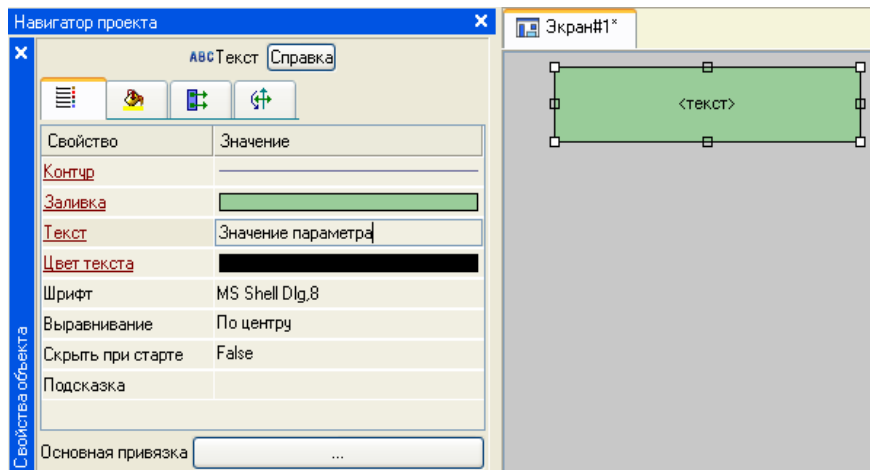 Навигатор проекта
Экран#1*
ABCТекст Справка
Свойство Значение
Контур
Заливка
Текст Значение параметра
Цвет текста
Шрифт MS Shell Dlg,8
Выравнивание По центру
Скрыть при старте False
Подсказка
Основная привязка ...
Свойства объекта
<текст>